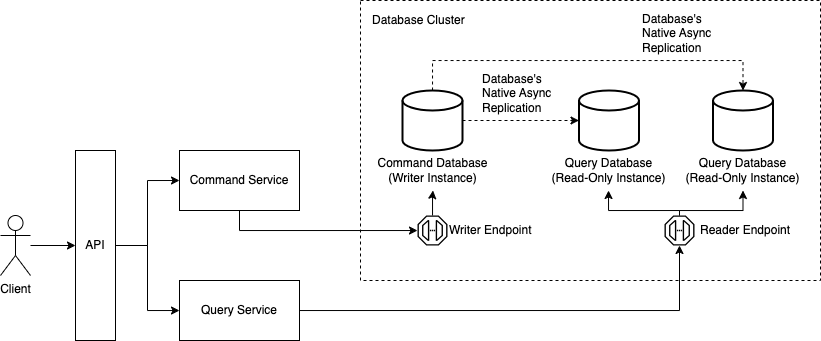 Database Cluster
Database's
Native Async
Replication
Database's
Native Async
Replication
Command Database
(Writer Instance)
Query Database
(Read-Only Instance)
Query Database
(Read-Only Instance)
Command Service
Writer Endpoint
Reader Endpoint
API
Client
Query Service